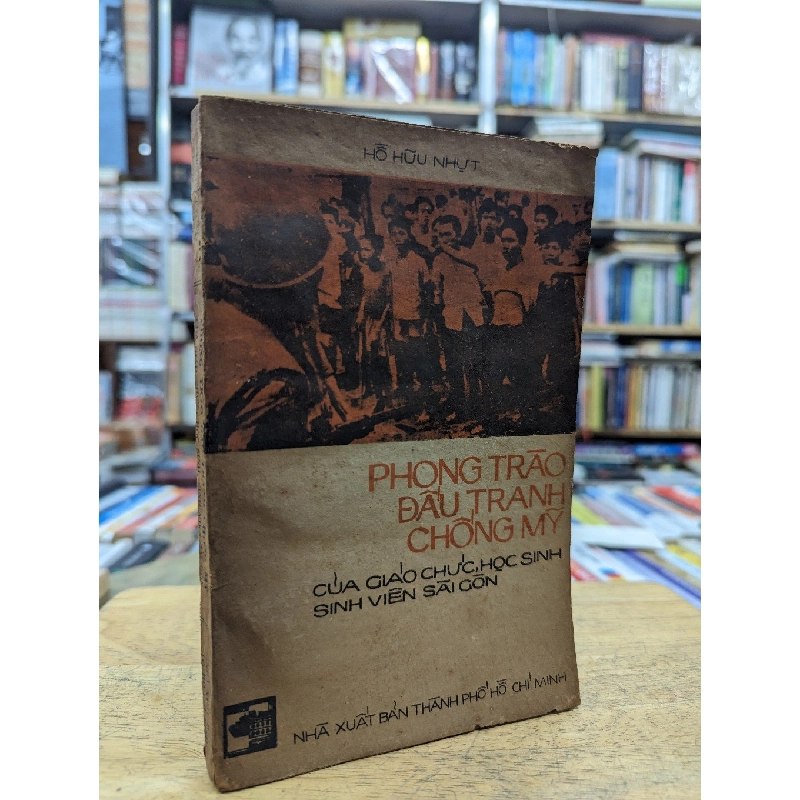 HỒ HỮU NHỰT
PHONG TRÀO
ĐẤU TRANH
CHỐNG MỸ
CỦA GIÁO CHỨC, HỌC SINH
SINH VIÊN SÀI GÒN
NHÀ XUẤT BẢN THÀNH PHỐ HỒ CHÍ MINH